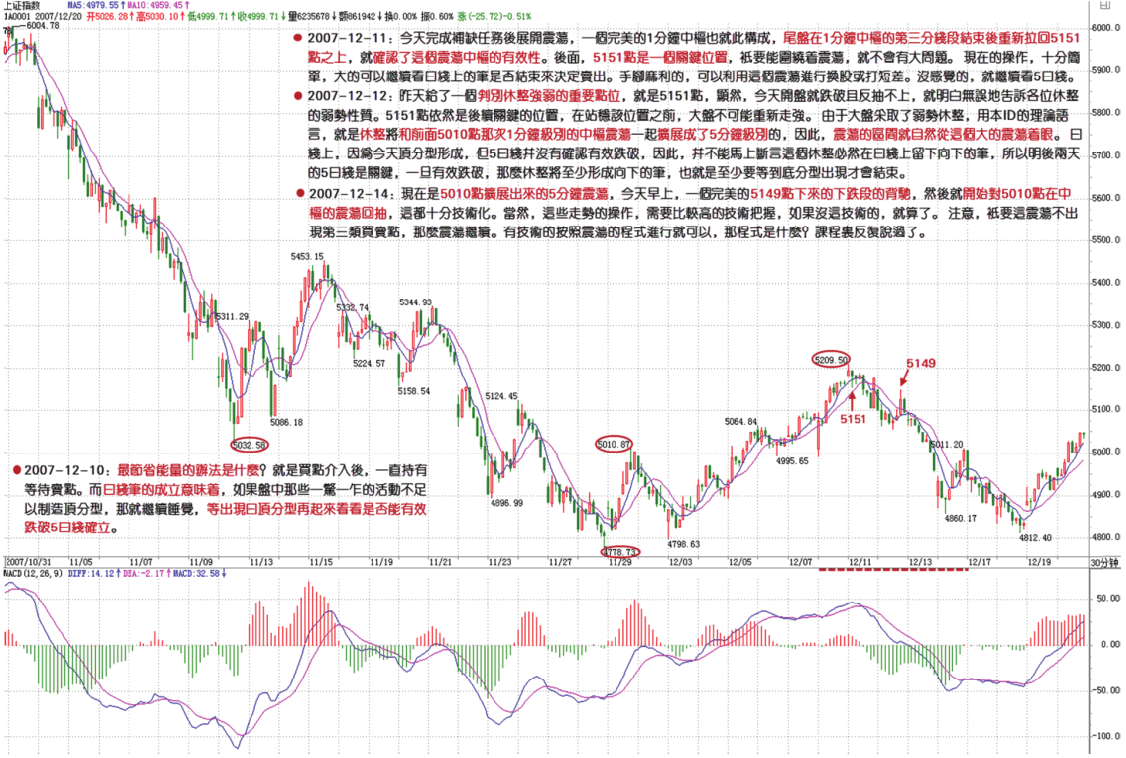 上证指数 MA5:4979.55↑MA10:4959.45↑
1A0001 2007/12/20 开5026.28↑高5030.10↑低4999.71↑收4999.71↓量6235678↓额861942↓换0.00% 振0.60% 涨(-25.72)-0.51%
6004.78
● 2007-12-11：今天完成補缺任務後展開震蕩，一個完美的1分鐘中樞也就此構成，尾盤在1分鐘中樞的第三分綫段結束後重新拉回5151
點之上，就確認了這個震蕩中樞的有效性。後面，5151點是一個關鍵位置，祇要能圍繞着震蕩，就不會有大問題。 現在的操作，十分簡
單，大的可以繼續看日綫上的筆是否結束來決定賣出。手腳麻利的，可以利用這個震蕩進行換股或打短差。沒感覺的，就繼續看5日綫。
● 2007-12-12：昨天給了一個判別休整強弱的重要點位，就是5151點，顯然，今天開盤就跌破且反抽不上，就明白無誤地告訴各位休整
的弱勢性質。5151點依然是後續關鍵的位置，在站穩該位置之前，大盤不可能重新走強。 由于大盤采取了弱勢休整，用本ID的理論語
言，就是休整將和前面5010點那次1分鐘級別的中樞震蕩一起擴展成了5分鐘級別的，因此，震蕩的區間就自然從這個大的震蕩着眼。 日
綫上，因爲今天頂分型形成，但5日綫并沒有確認有效跌破，因此，并不能馬上斷言這個休整必然在日綫上留下向下的筆，所以明後兩天
的5日綫是關鍵，一旦有效跌破，那麼休整將至少形成向下的筆，也就是至少要等到底分型出現才會結束。
● 2007-12-14：現在是5010點擴展出來的5分鐘震蕩，今天早上，一個完美的5149點下來的下跌段的背馳，然後就開始對5010點在中
樞的震蕩回抽，這都十分技術化。當然，這些走勢的操作，需要比較高的技術把握，如果沒這技術的，就算了。 注意，祇要這震蕩不出
現第三類買賣點，那麼震蕩繼續。有技術的按照震蕩的程式進行就可以，那程式是什麼？課程裏反復說過了。
6000.0
5900.0
5800.0
5700.0
5600.0
5500.0
5400.0
5300.0
5200.0
5100.0
5000.0
4900.0
4800.0
5453.15
5311.29
5332.74
5344.93
5224.57
5158.54
5124.45
5086.18
5032.58
5010.87
5064.84
5209.50
5149
5151
5011.20
4995.65
4896.99
4860.17
4798.63
4812.40
4778.73
● 2007-12-10：最節省能量的辦法是什麼？就是買點介入後，一直持有
等待賣點。而日綫筆的成立意味着，如果盤中那些一驚一乍的活動不足
以制造頂分型，那就繼續睡覺，等出現日頂分型再起來看看是否能有效
跌破5日綫確立。
2007/10/31 11/05 11/07 11/09 11/13 11/15 11/19 11/21 11/23 11/27 11/29 12/03 12/05 12/07 12/11 12/13 12/17 12/19 30分钟
MACD(12,26,9) DIFF:14.12↑DEA:-2.17↑MACD:32.58↓
50.00
0.00
-50.00
-100.0